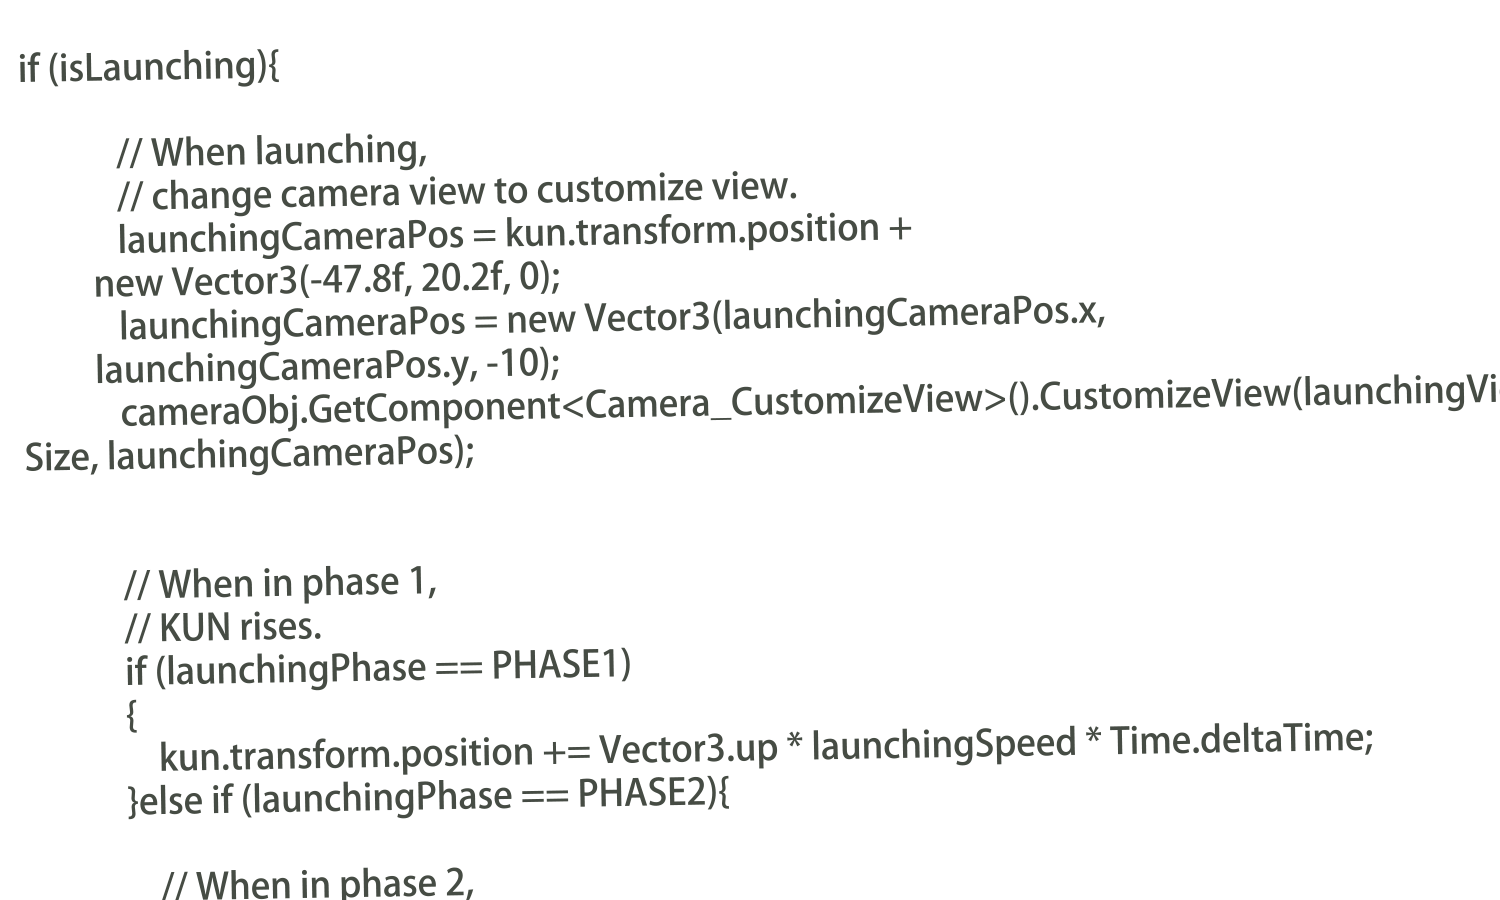 if (isLaunching){
// When launching,
// change camera view to customize view.
launchingCameraPos = kun.transform.position +
new Vector3(-47.8f, 20.2f, 0);
launchingCameraPos = new Vector3(launchingCameraPos.x,
launchingCameraPos.y, -10);
cameraObj.GetComponent<Camera_CustomizeView>().CustomizeView(launchingVi
Size, launchingCameraPos);
// When in phase 1,
// KUN rises.
if (launchingPhase == PHASE1)
{
kun.transform.position += Vector3.up * launchingSpeed * Time.deltaTime;
}else if (launchingPhase == PHASE2){
// When in phase 2,